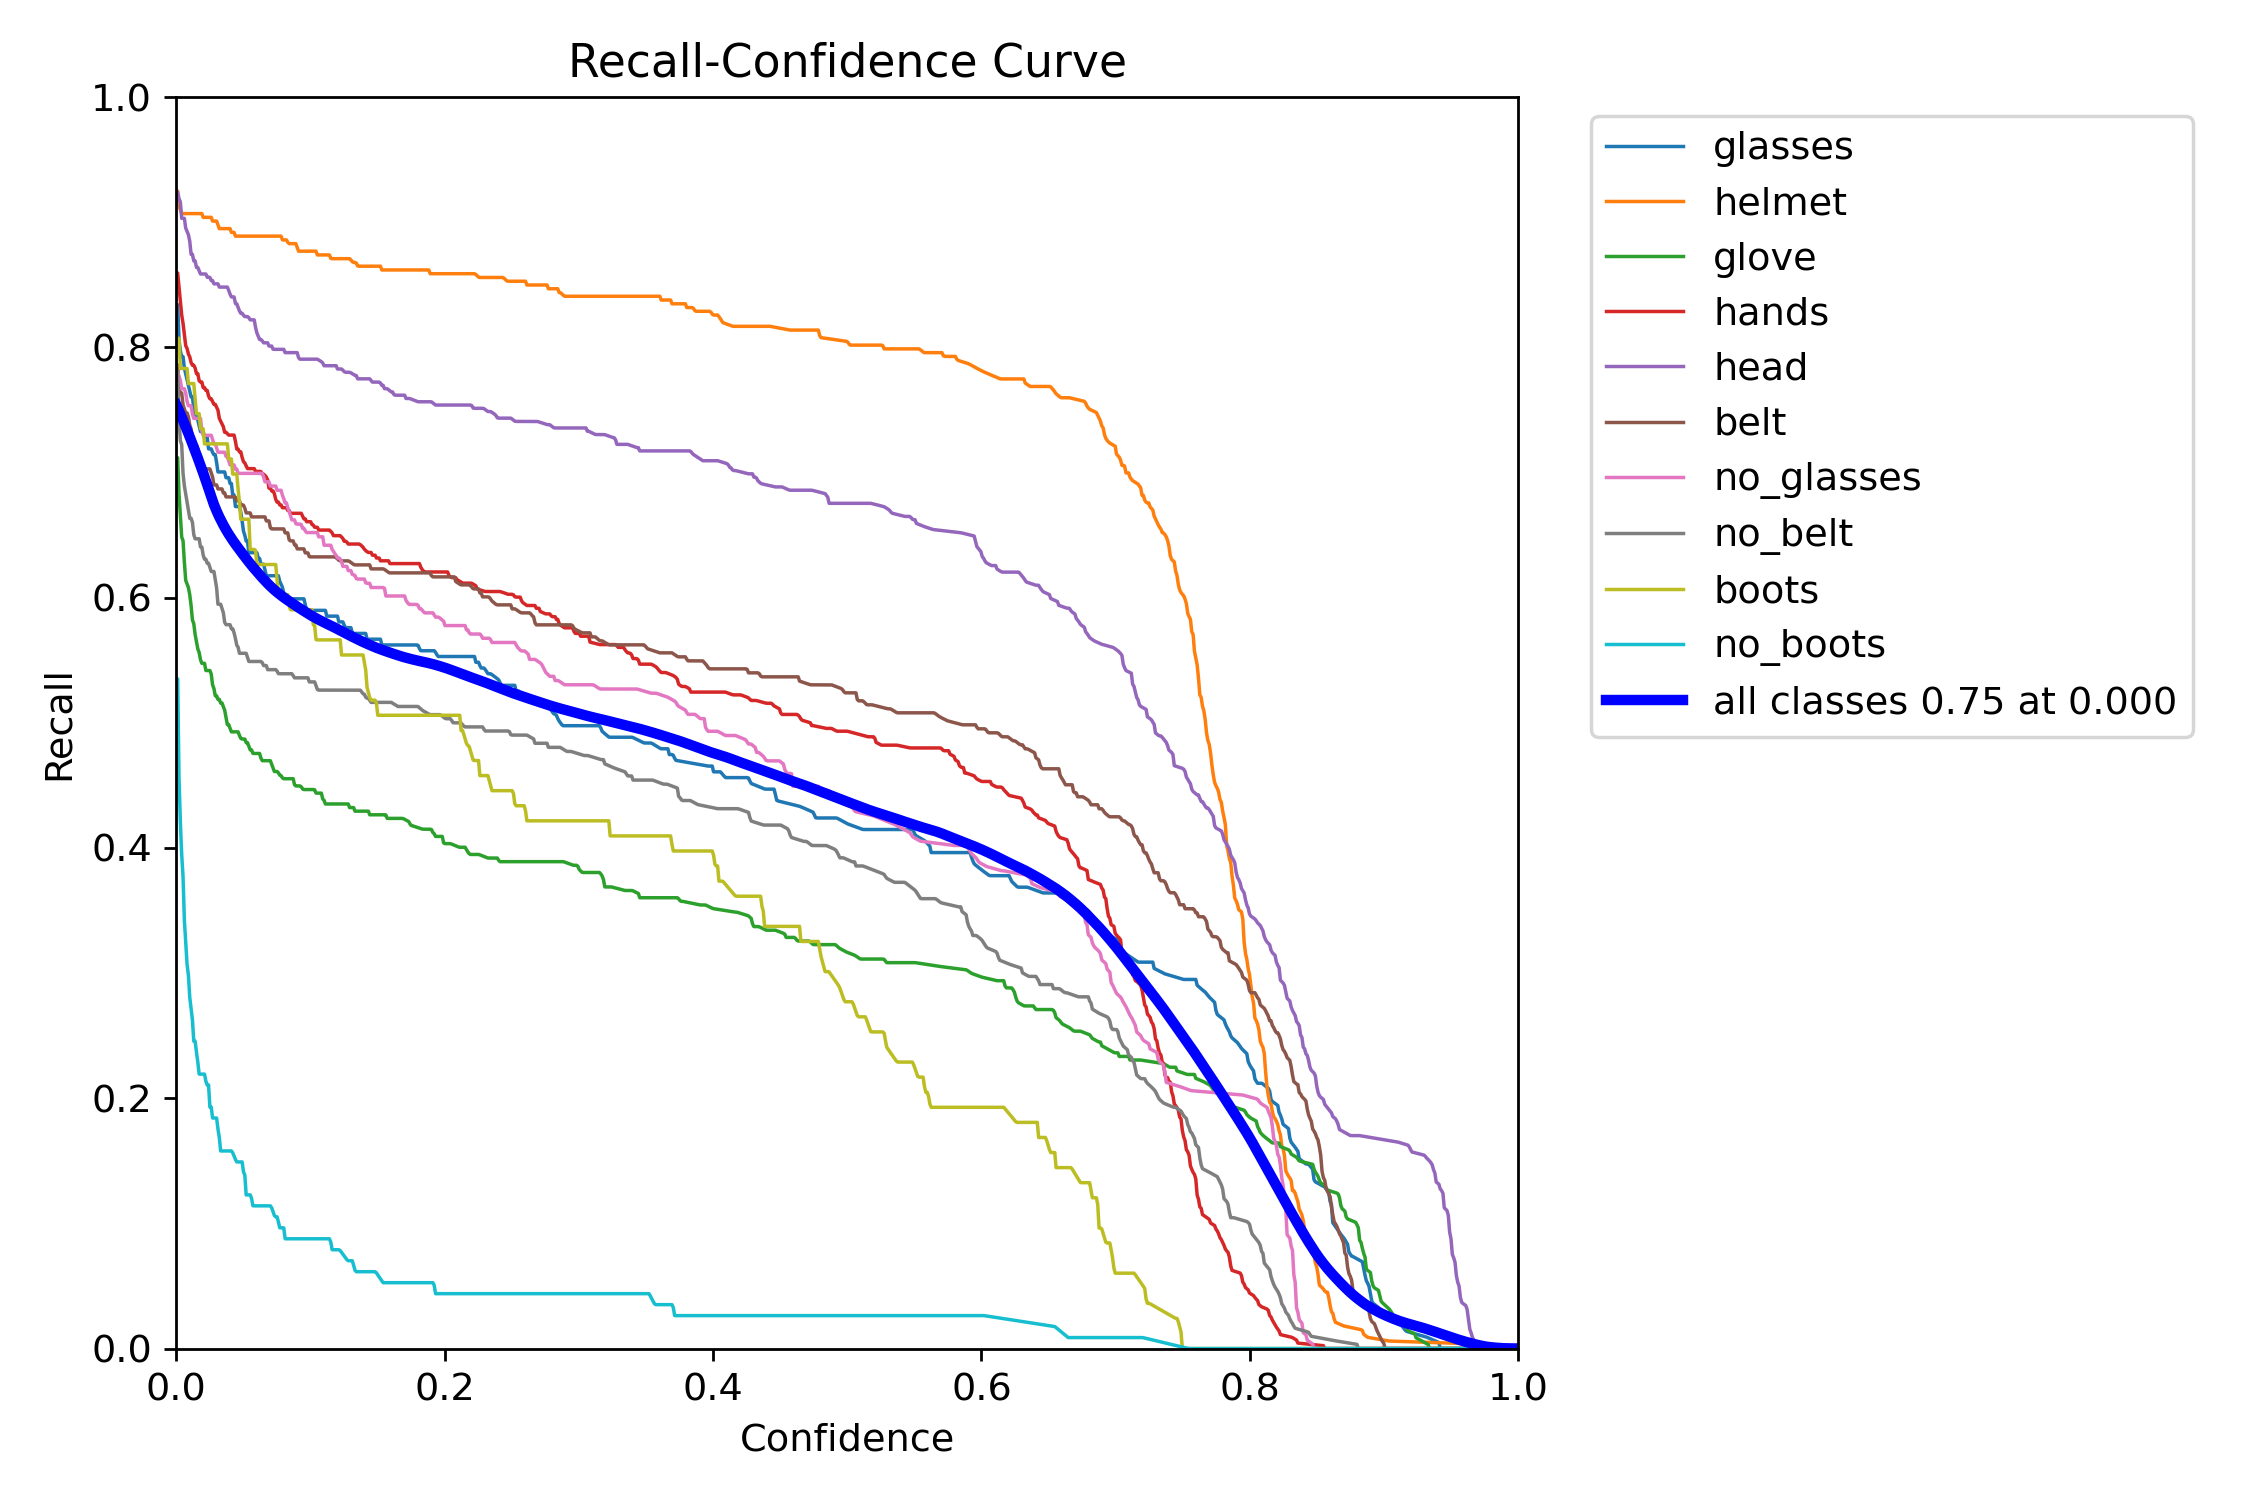 Recall-Confidence Curve
1.0
0.8
0.6
0.4
0.2
0.0
Recall
0.0 0.2 0.4 0.6 0.8 1.0
Confidence
glasses
helmet
glove
hands
head
belt
no_glasses
no_belt
boots
no_boots
all classes 0.75 at 0.000